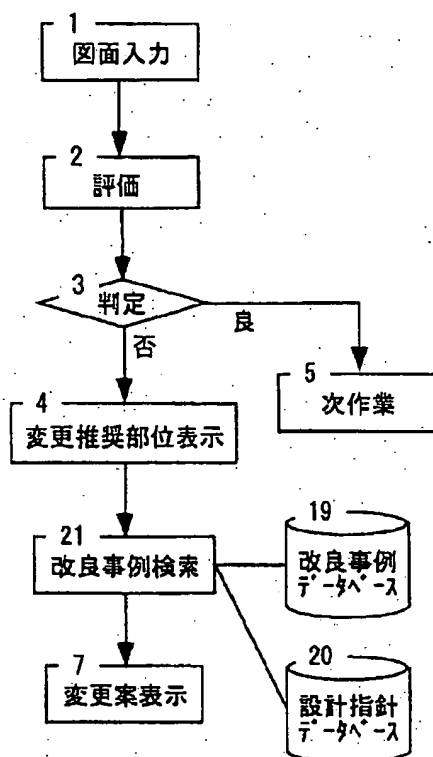 1
図面入力
2
評価
3
判定
良
否
5
次作業
4
変更推奨部位表示
21
改良事例検索
19
改良事例
データベース
7
変更案表示
20
設計指針
データベース